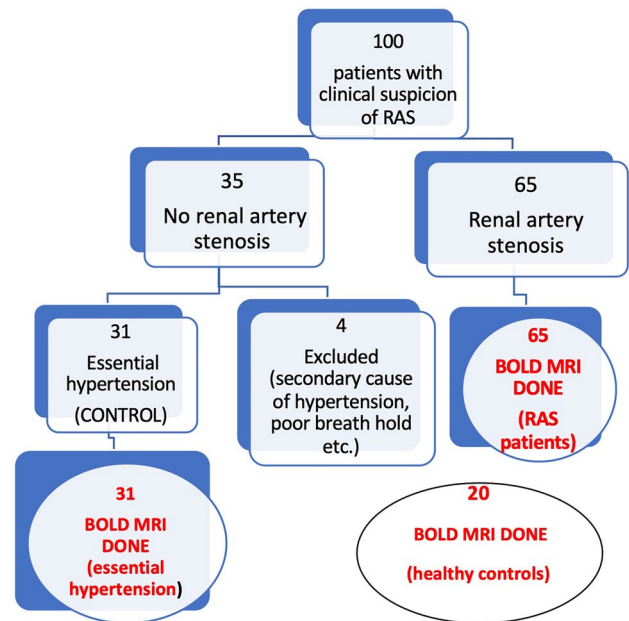 100
patients with
clinical suspicion
of RAS
35
No renal artery
stenosis
65
Renal artery
stenosis
31
Essential
hypertension
(CONTROL)
4
Excluded
(secondary cause
of hypertension,
poor breath hold
etc.)
65
BOLD MRI
DONE
(RAS
patients)
31
BOLD MRI
DONE
(essential
hypertension)
20
BOLD MRI DONE
(healthy controls)